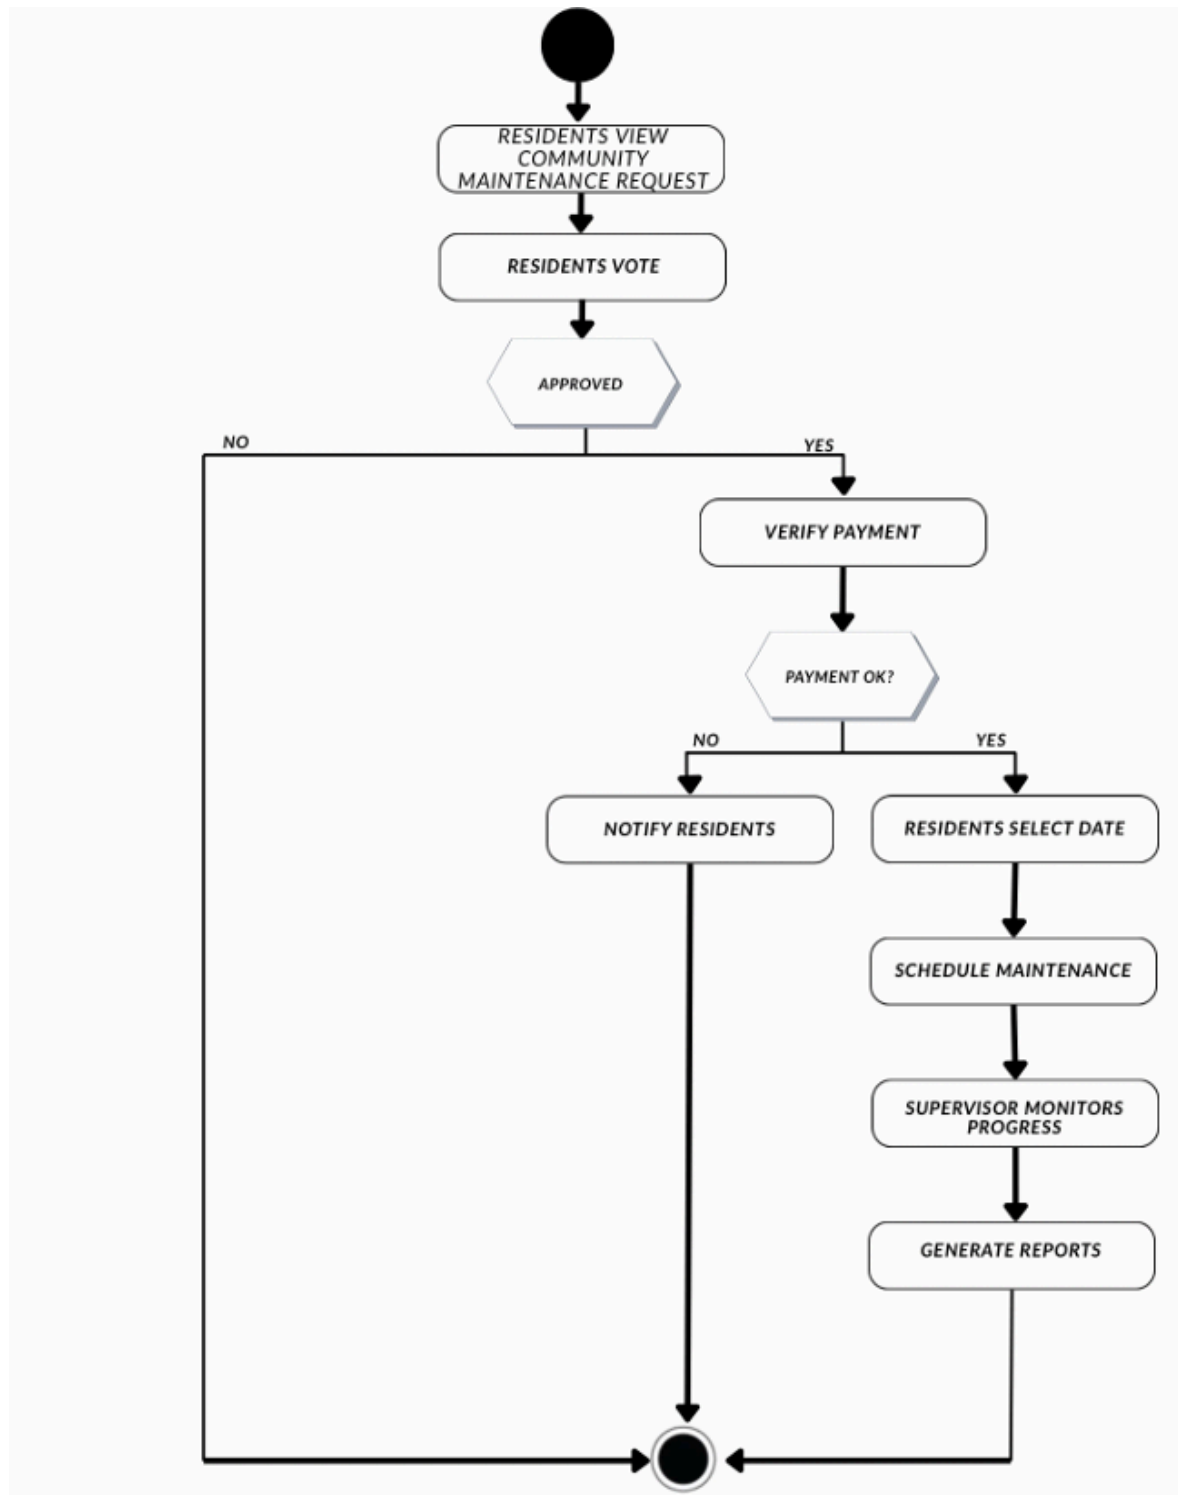 RESIDENTS VIEW
COMMUNITY
MAINTENANCE REQUEST
RESIDENTS VOTE
APPROVED
NO
YES
VERIFY PAYMENT
PAYMENT OK?
NO
YES
NOTIFY RESIDENTS
RESIDENTS SELECT DATE
SCHEDULE MAINTENANCE
SUPERVISOR MONITORS
PROGRESS
GENERATE REPORTS